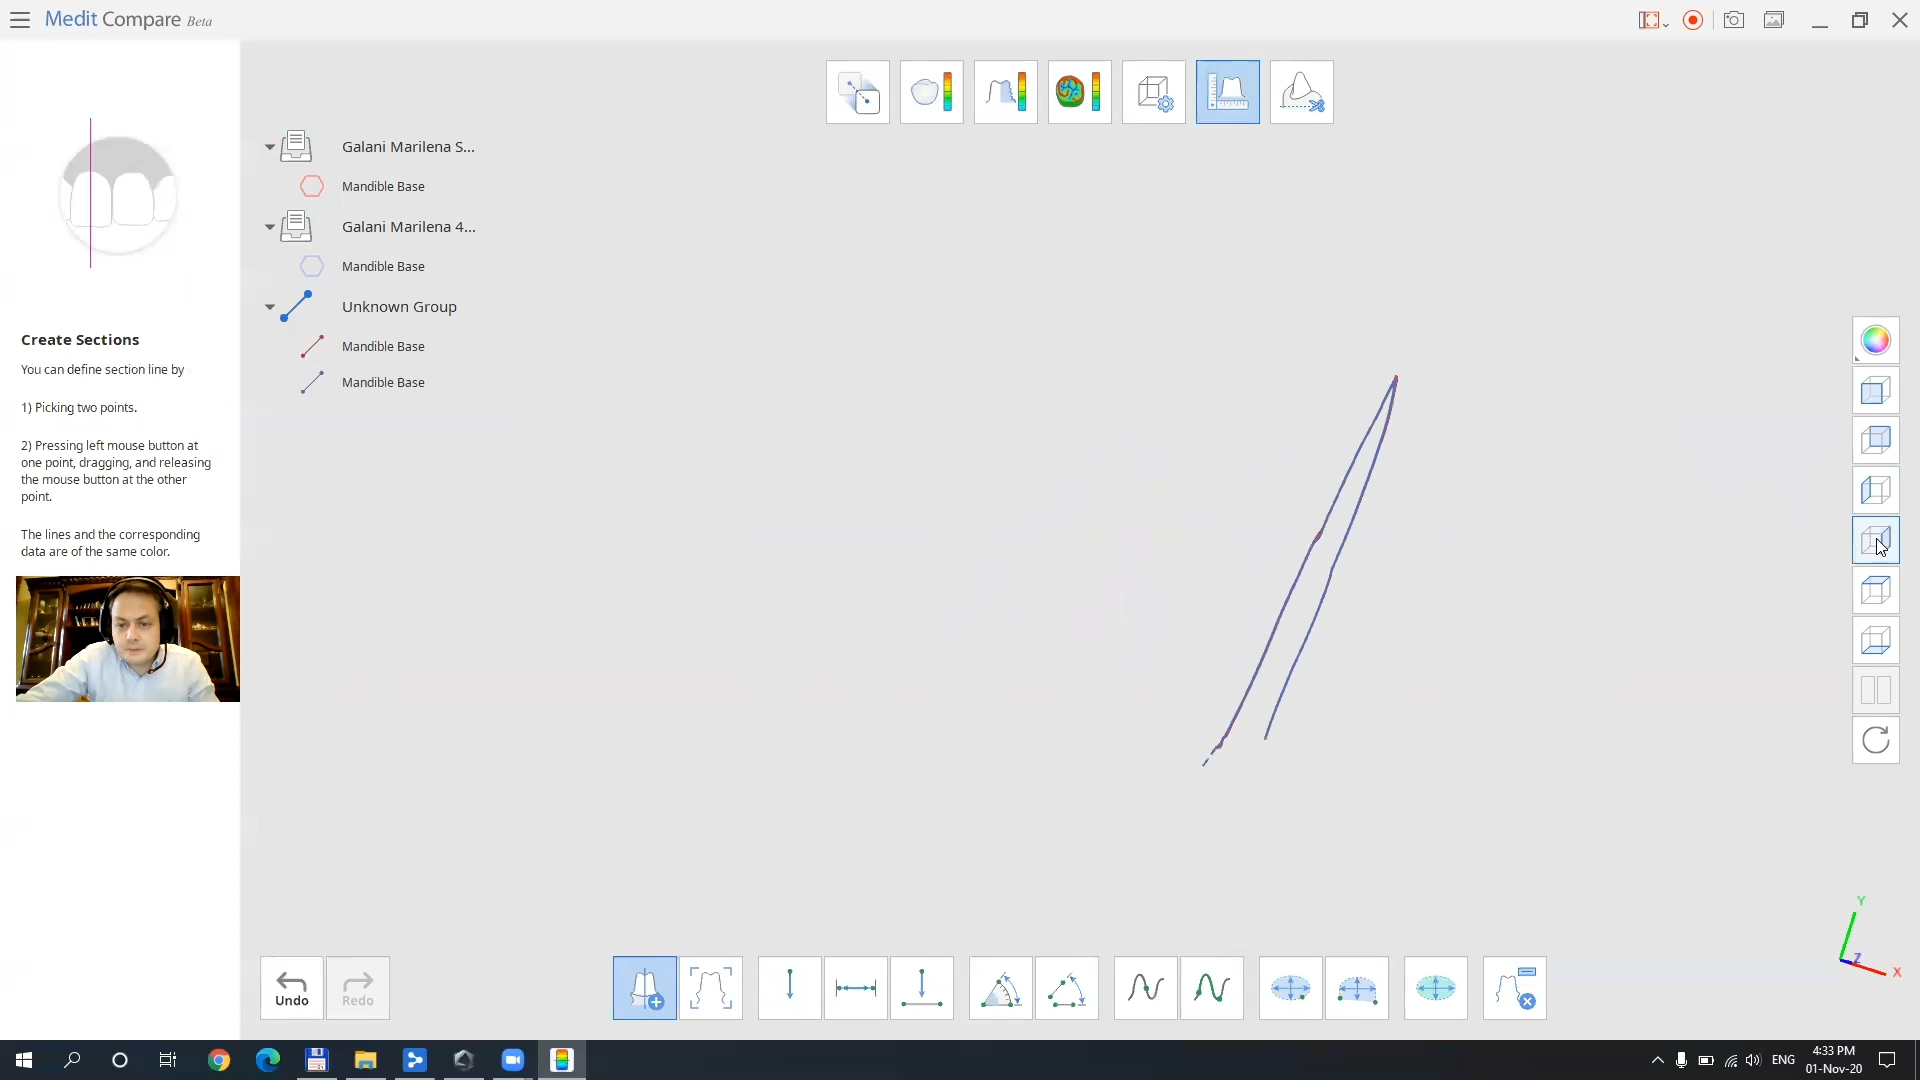 Medit Compare Beta
Galani Marilena S...
Mandible Base
Galani Marilena 4...
Mandible Base
Unknown Group
Mandible Base
Mandible Base
Create Sections
You can define section line by
1) Picking two points.
2) Pressing left mouse button at
one point, dragging, and releasing
the mouse button at the other
point.
The lines and the corresponding
data are of the same color.
Y
Z
X
Undo
Redo
ENG
4:33 PM
01-Nov-20